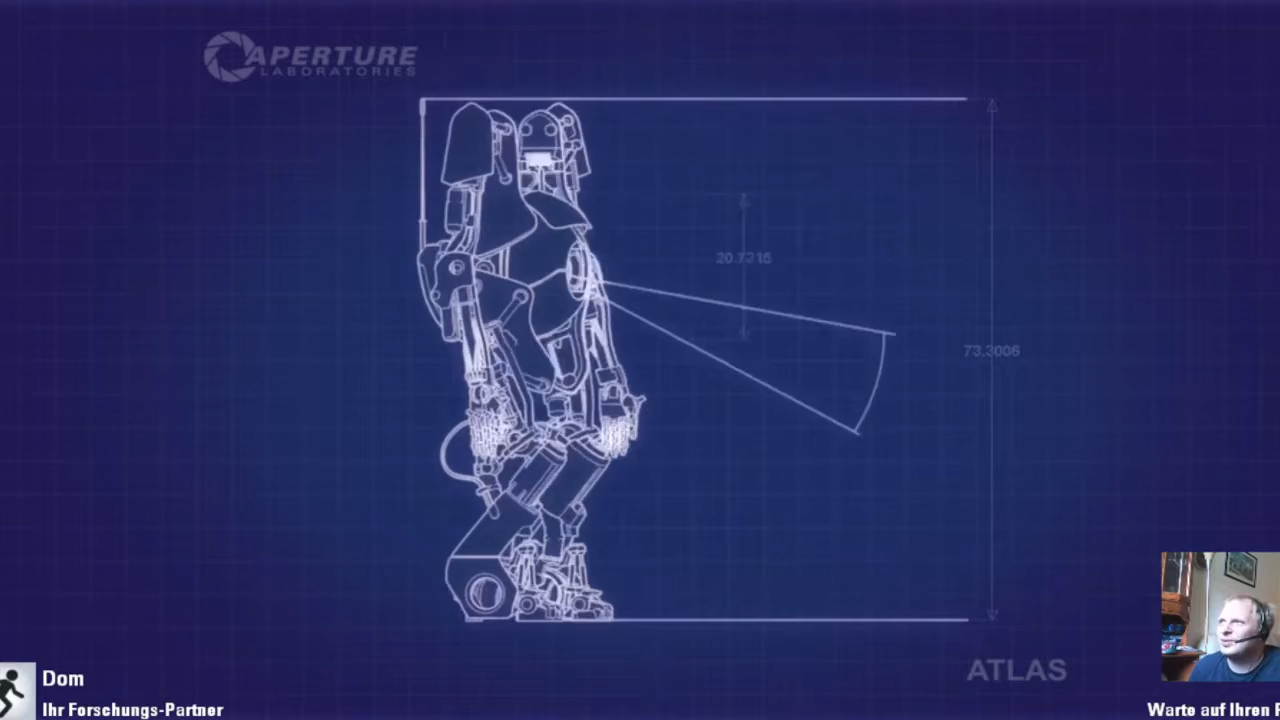 APERTURE
LABORATORIES
20.7215
73.3006
ATLAS
Dom
Ihr Forschungs-Partner
Warte auf Ihren